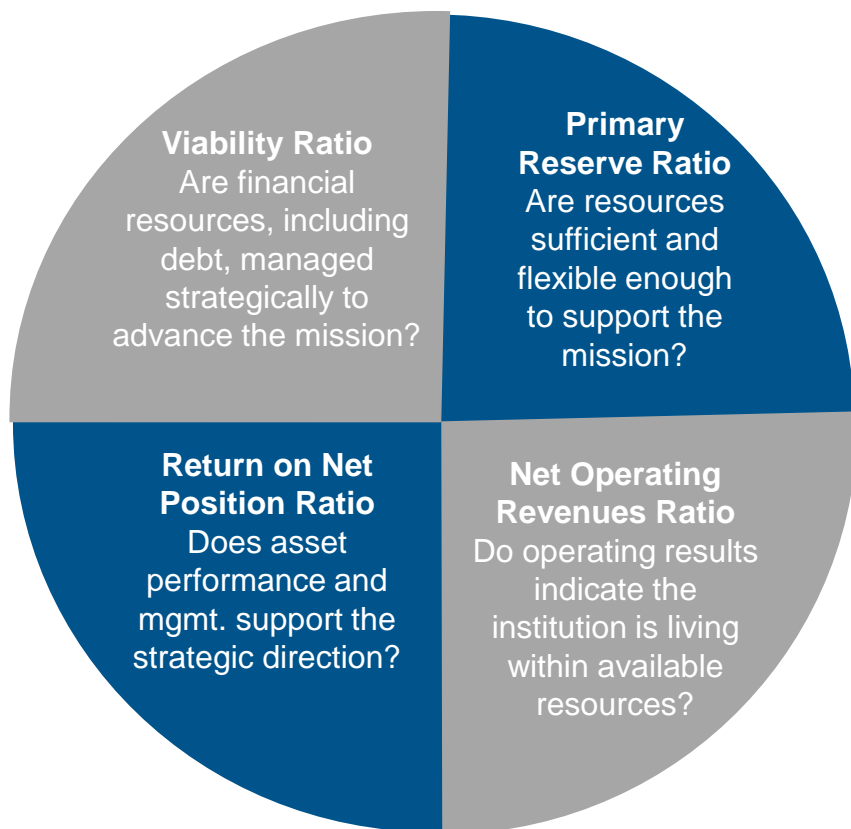 Viability Ratio
Are financial
resources, including
debt, managed
strategically to
advance the mission?
Primary
Reserve Ratio
Are resources
sufficient and
flexible enough
to support the
mission?
Return on Net
Position Ratio
Does asset
performance and
mgmt. support the
strategic direction?
Net Operating
Revenues Ratio
Do operating results
indicate the
institution is living
within available
resources?